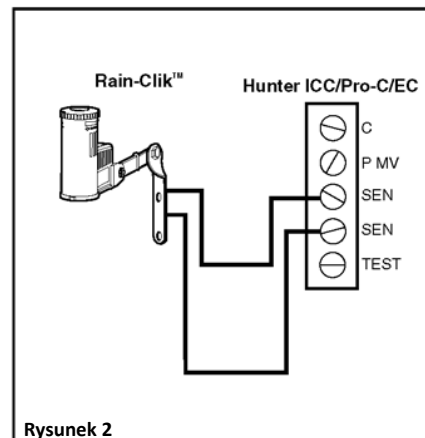 Rain-Clik™
Hunter ICC/Pro-C/EC
C
P MV
SEN
SEN
TEST
Rysunek 2